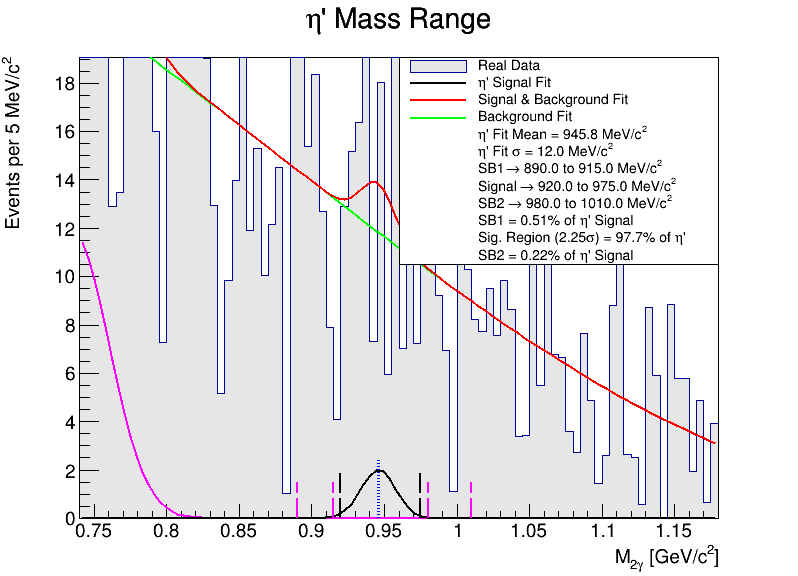 η' Mass Range
Events per 5 MeV/c²
Real Data
η' Signal Fit
Signal & Background Fit
Background Fit
η' Fit Mean = 945.8 MeV/c²
η' Fit σ = 12.0 MeV/c²
SB1 → 890.0 to 915.0 MeV/c²
Signal → 920.0 to 975.0 MeV/c²
SB2 → 980.0 to 1010.0 MeV/c²
SB1 = 0.51% of η' Signal
Sig. Region (2.25σ) = 97.7% of η'
SB2 = 0.22% of η' Signal
18
16
14
12
10
8
6
4
2
0
0.75 0.8 0.85 0.9 0.95 1 1.05 1.1 1.15
M₂γ [GeV/c²]